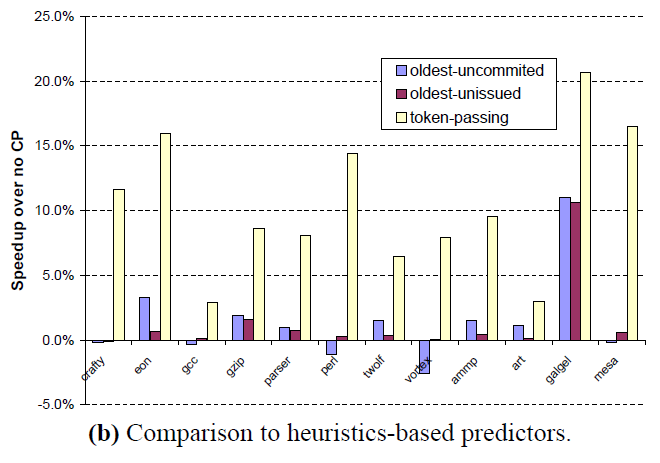 25.0%
20.0%
15.0%
10.0%
5.0%
0.0%
-5.0%
Speedup over no CP
oldest-uncommited
oldest-unissued
token-passing
crafty
eon
gcc
gzip
parser
perl
twolf
vortex
ammp
art
galgel
mesa
(b) Comparison to heuristics-based predictors.